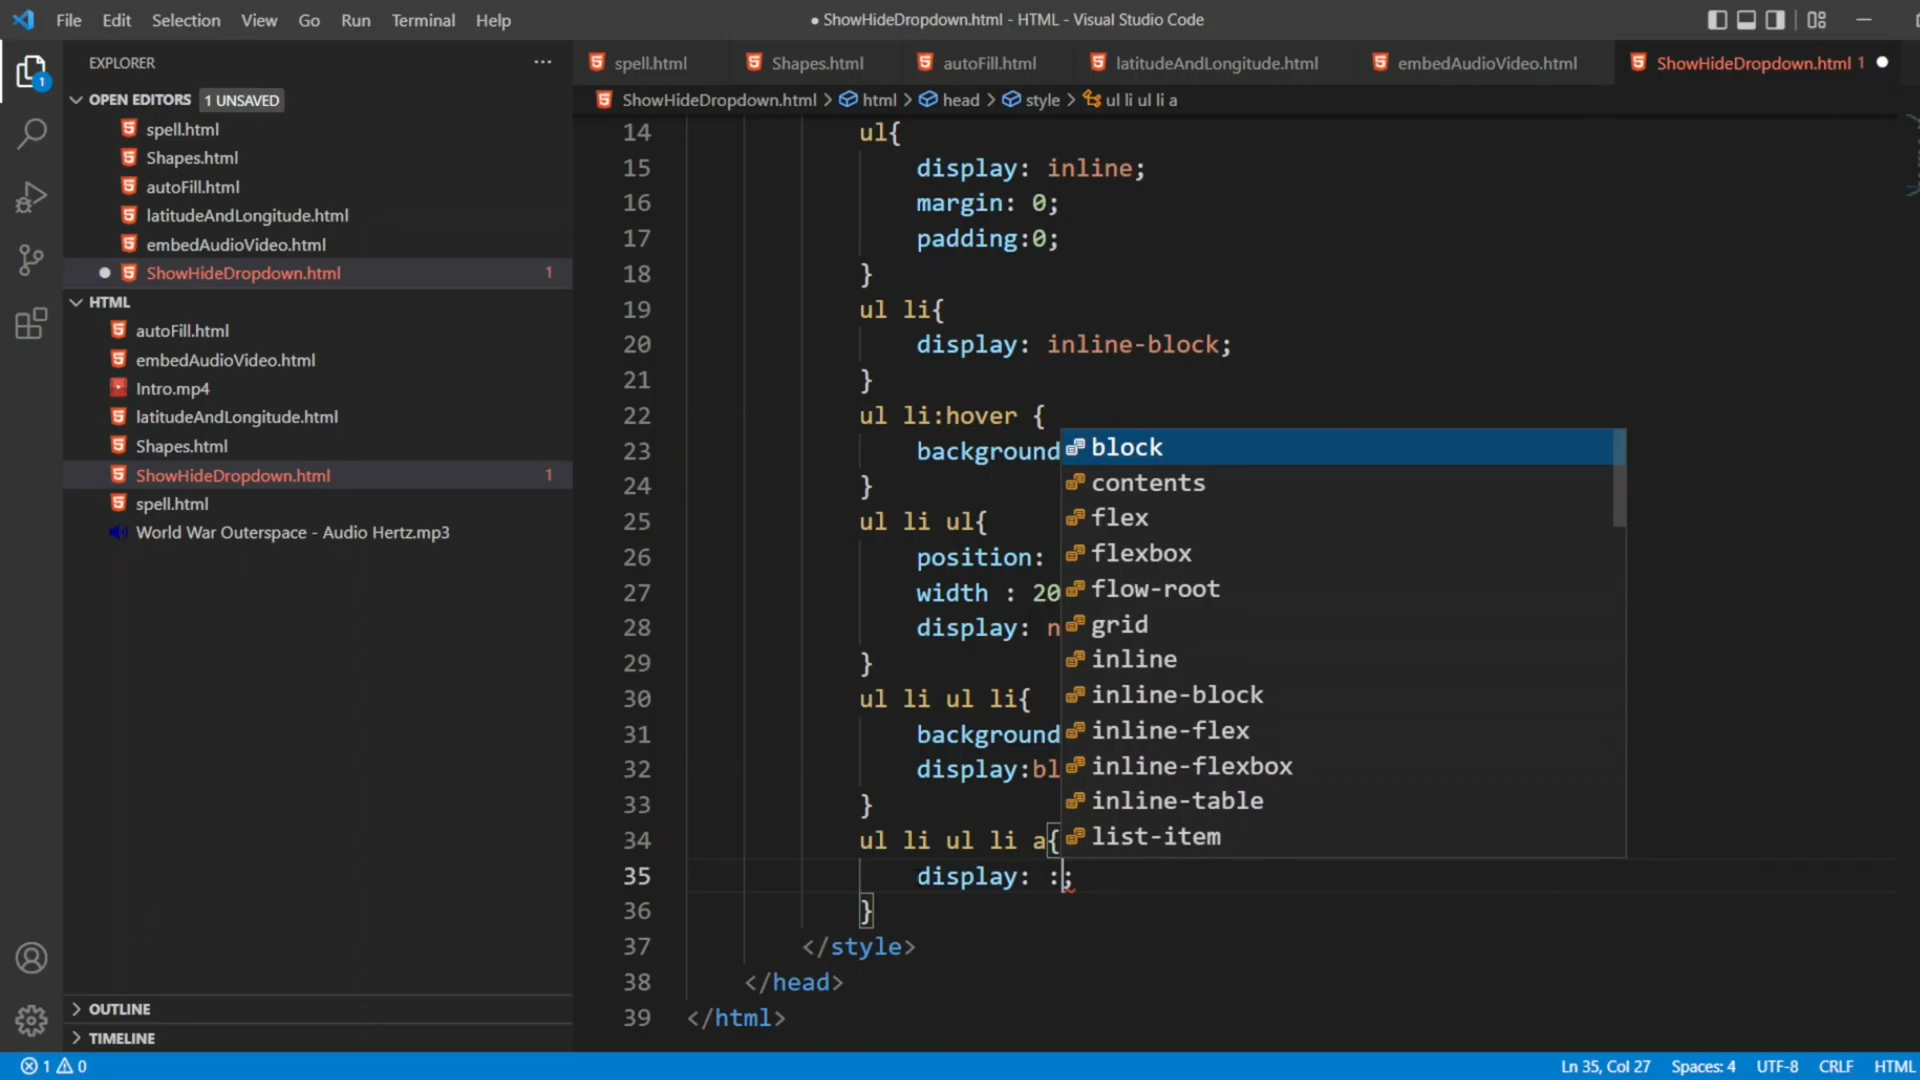 File Edit Selection View Go Run Terminal Help
● ShowHideDropdown.html - HTML - Visual Studio Code
EXPLORER
OPEN EDITORS 1 UNSAVED
spell.html
Shapes.html
autoFill.html
latitudeAndLongitude.html
embedAudioVideo.html
ShowHideDropdown.html 1
HTML
autoFill.html
embedAudioVideo.html
Intro.mp4
latitudeAndLongitude.html
Shapes.html
ShowHideDropdown.html 1
spell.html
World War Outerspace - Audio Hertz.mp3
OUTLINE
TIMELINE
1
spell.html Shapes.html autoFill.html latitudeAndLongitude.html embedAudioVideo.html ShowHideDropdown.html 1
ShowHideDropdown.html > html > head > style > ul li ul li a
14 ul{
15 display: inline;
16 margin: 0;
17 padding:0;
18 }
19 ul li{
20 display: inline-block;
21 }
22 ul li:hover {
23 background
24 }
25 ul li ul{
26 position:
27 width : 20
28 display: n
29 }
30 ul li ul li{
31 background
32 display:bl
33 }
34 ul li ul li a{
35 display: :;
36 }
37 </style>
38 </head>
39 </html>
block
contents
flex
flexbox
flow-root
grid
inline
inline-block
inline-flex
inline-flexbox
inline-table
list-item
1 0
Ln 35, Col 27 Spaces: 4 UTF-8 CRLF HTML